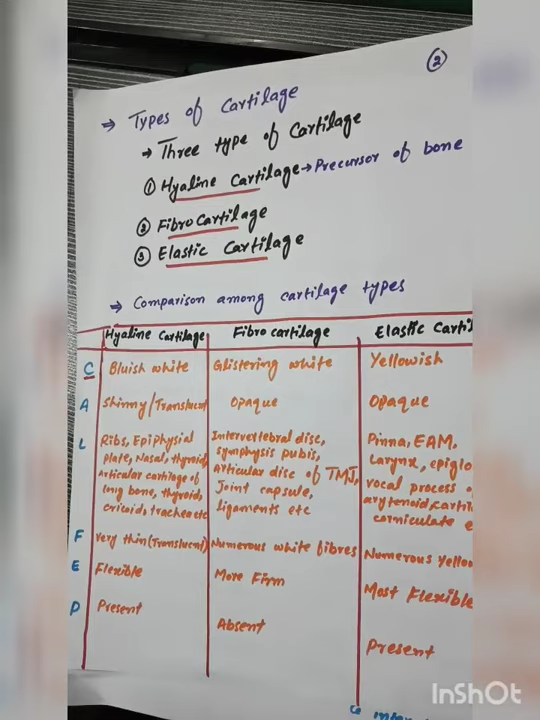 ②
⇒ Types of Cartilage
→ Three type of Cartilage
① Hyaline Cartilage → Precursor of bone
② Fibro Cartilage
③ Elastic Cartilage
⇒ Comparison among cartilage types
Hyaline Cartilage Fibro cartilage Elastic Cartil
C Bluish white Glistering white Yellowish
A Shinny/Translucent Opaque Opaque
L Ribs, Epiphysial Intervertebral disc, Pinna, EAM,
plate, Nasal, thyroid, symphysis pubis, Larynx, epiglo
Articular cartilage of Articular disc of TMJ, vocal process o
long bone, thyroid, Joint capsule, arytenoid, cartil
cricoid, trachea etc ligaments etc corniculate e
F Very thin (Translucent) Numerous white fibres Numerous Yello
E Flexible More Firm Most Flexible
P Present Absent Present
InShOt